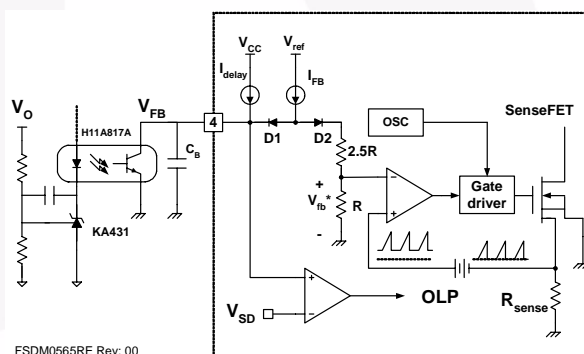 V_CC V_ref
I_delay I_FB
V_O H11A817A V_FB 4 D1 D2 OSC SenseFET
C_B 2.5R
+ V_fb* - R Gate driver
KA431
V_SD OLP R_sense
FSDM0565RE Rev: 00